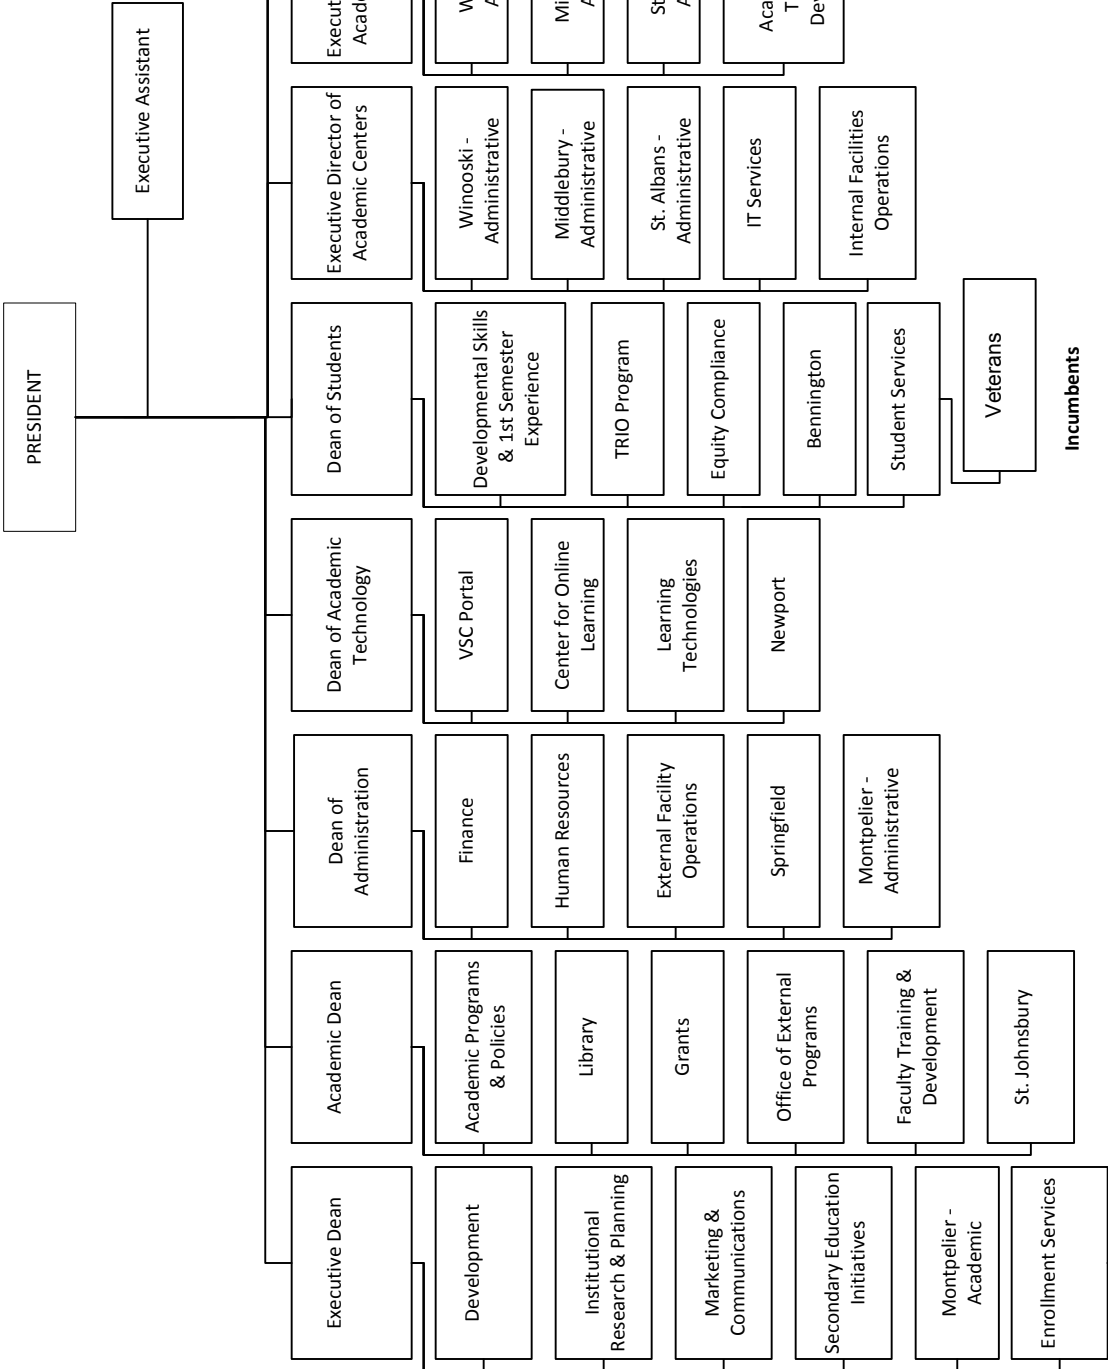 PRESIDENT
Executive Assistant
Executive Dean
Development
Institutional
Research & Planning
Marketing &
Communications
Secondary Education
Initiatives
Montpelier -
Academic
Enrollment Services
Academic Dean
Academic Programs
& Policies
Library
Grants
Office of External
Programs
Faculty Training &
Development
St. Johnsbury
Dean of
Administration
Finance
Human Resources
External Facility
Operations
Springfield
Montpelier -
Administrative
Dean of Academic
Technology
VSC Portal
Center for Online
Learning
Learning
Technologies
Newport
Dean of Students
Developmental Skills
& 1st Semester
Experience
TRIO Program
Equity Compliance
Bennington
Student Services
Veterans
Executive Director of
Academic Centers
Winooski -
Administrative
Middlebury -
Administrative
St. Albans -
Administrative
IT Services
Internal Facilities
Operations
Incumbents